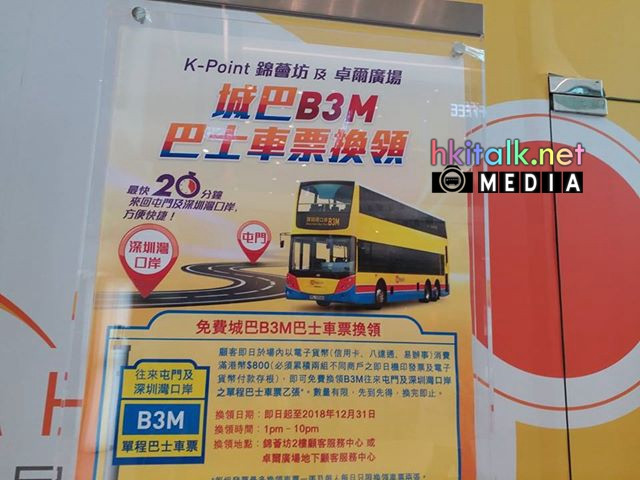 K-Point 錦薈坊 及 卓爾廣場
城巴B3M
巴士車票換領
hkitalk.net
MEDIA
最快20分鐘
來回屯門及深圳灣口岸,
方便快捷!
屯門
深圳灣
口岸
B3M
免費城巴B3M巴士車票換領
顧客即日於場內以電子貨幣(信用卡、八達通、易辦事)消費
滿港幣$800(必須累積兩組不同商戶之即日機印發票及電子
貨幣付款存根),即可免費換領B3M往來屯門及深圳灣口岸
之單程巴士車票乙張*。數量有限,先到先得,換完即止。
往來屯門及
深圳灣口岸
B3M
單程巴士車票
換領日期:即日起至2018年12月31日
換領時間:1pm – 10pm
換領地點:錦薈坊2樓顧客服務中心 或
卓爾廣場地下顧客服務中心